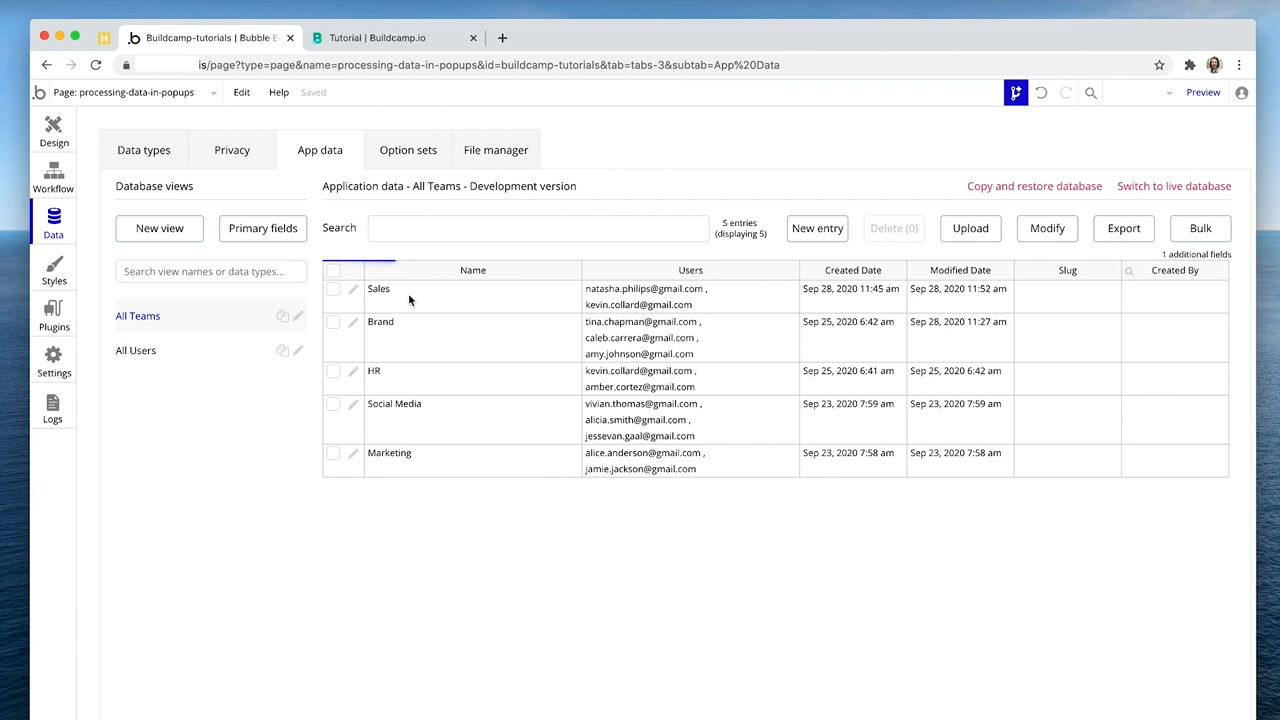 H
b Buildcamp-tutorials | Bubble E
B Tutorial | Buildcamp.io
is/page?type=page&name=processing-data-in-popups&id=buildcamp-tutorials&tab=tabs-3&subtab=App%20Data
b Page: processing-data-in-popups Edit Help Saved Preview
Design
Workflow
Data
Styles
Plugins
Settings
Logs
Data types Privacy App data Option sets File manager
Database views
New view Primary fields
Search view names or data types...
All Teams
All Users
Application data - All Teams - Development version Copy and restore database Switch to live database
Search 5 entries
(displaying 5)
New entry Delete (0) Upload Modify Export Bulk
1 additional fields
Name Users Created Date Modified Date Slug Created By
Sales natasha.philips@gmail.com , Sep 28, 2020 11:45 am Sep 28, 2020 11:52 am
kevin.collard@gmail.com
Brand tina.chapman@gmail.com , Sep 25, 2020 6:42 am Sep 28, 2020 11:27 am
caleb.carrera@gmail.com ,
amy.johnson@gmail.com
HR kevin.collard@gmail.com , Sep 25, 2020 6:41 am Sep 25, 2020 6:42 am
amber.cortez@gmail.com
Social Media vivian.thomas@gmail.com , Sep 23, 2020 7:59 am Sep 23, 2020 7:59 am
alicia.smith@gmail.com ,
jessevan.gaal@gmail.com
Marketing alice.anderson@gmail.com , Sep 23, 2020 7:58 am Sep 23, 2020 7:58 am
jamie.jackson@gmail.com